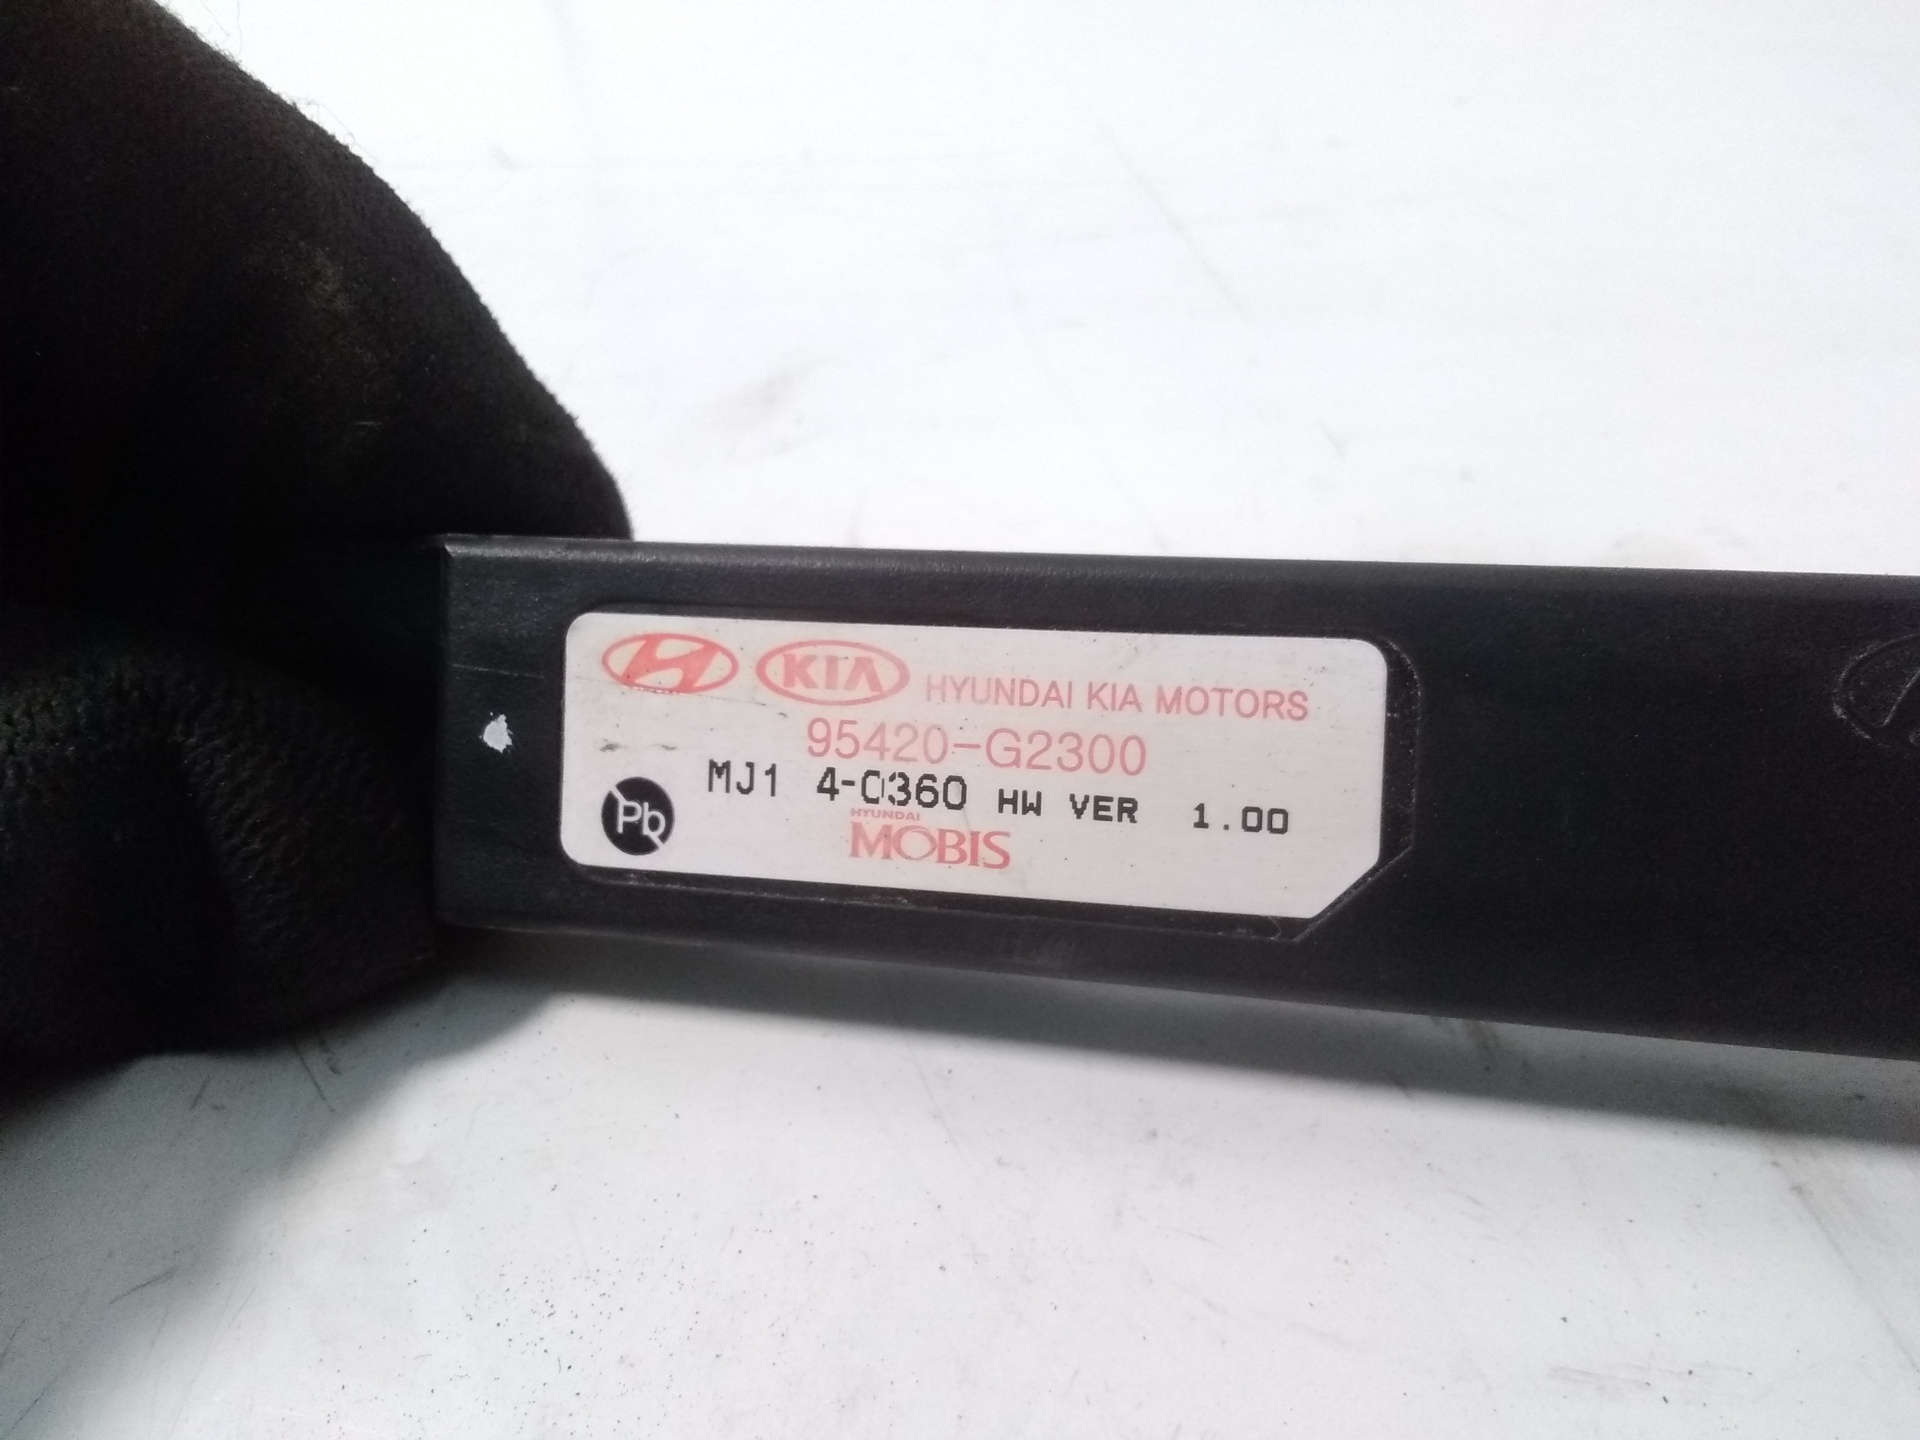 KIA HYUNDAI KIA MOTORS
95420-G2300
MJ1 4-0360 HW VER 1.00
Pb
HYUNDAI
MOBIS